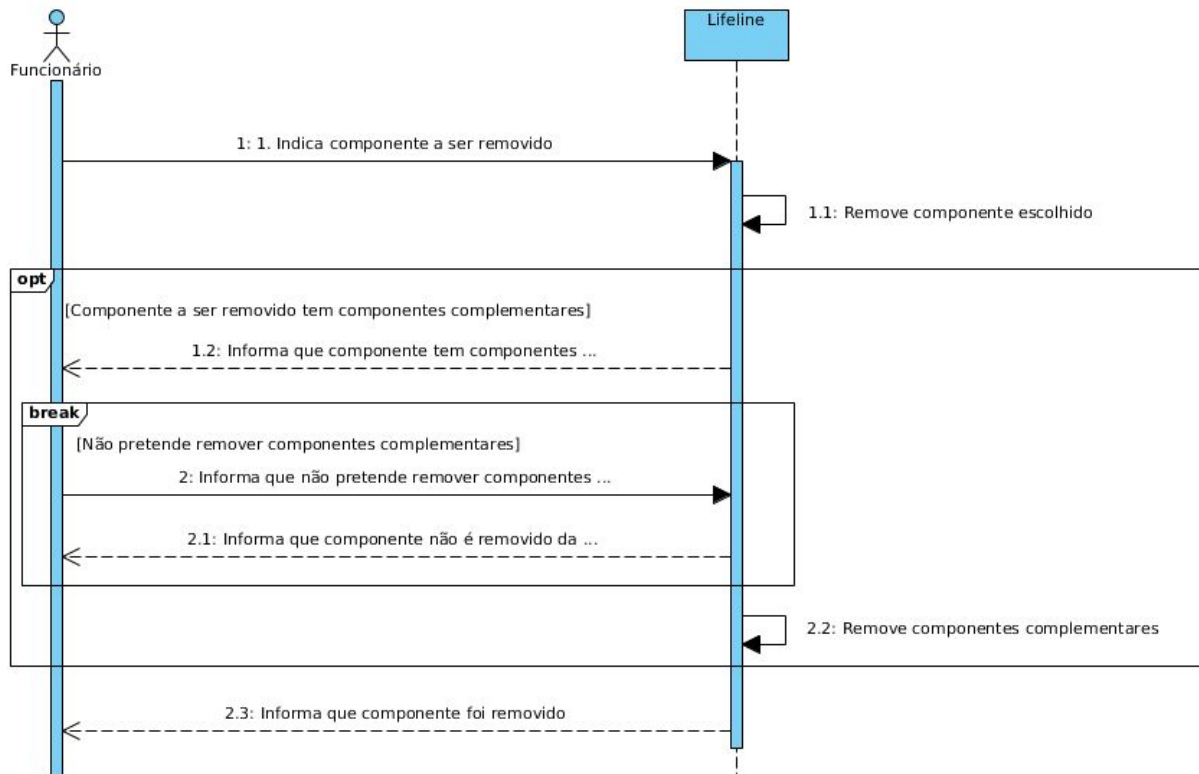 Lifeline
Funcionário
1: 1. Indica componente a ser removido
1.1: Remove componente escolhido
opt
[Componente a ser removido tem componentes complementares]
1.2: Informa que componente tem componentes ...
break
[Não pretende remover componentes complementares]
2: Informa que não pretende remover componentes ...
2.1: Informa que componente não é removido da ...
2.2: Remove componentes complementares
2.3: Informa que componente foi removido